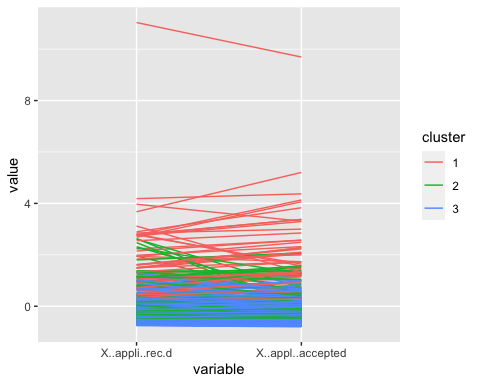 8
4
0
value
X..appli..rec.d
X..appl..accepted
variable
cluster
1
2
3